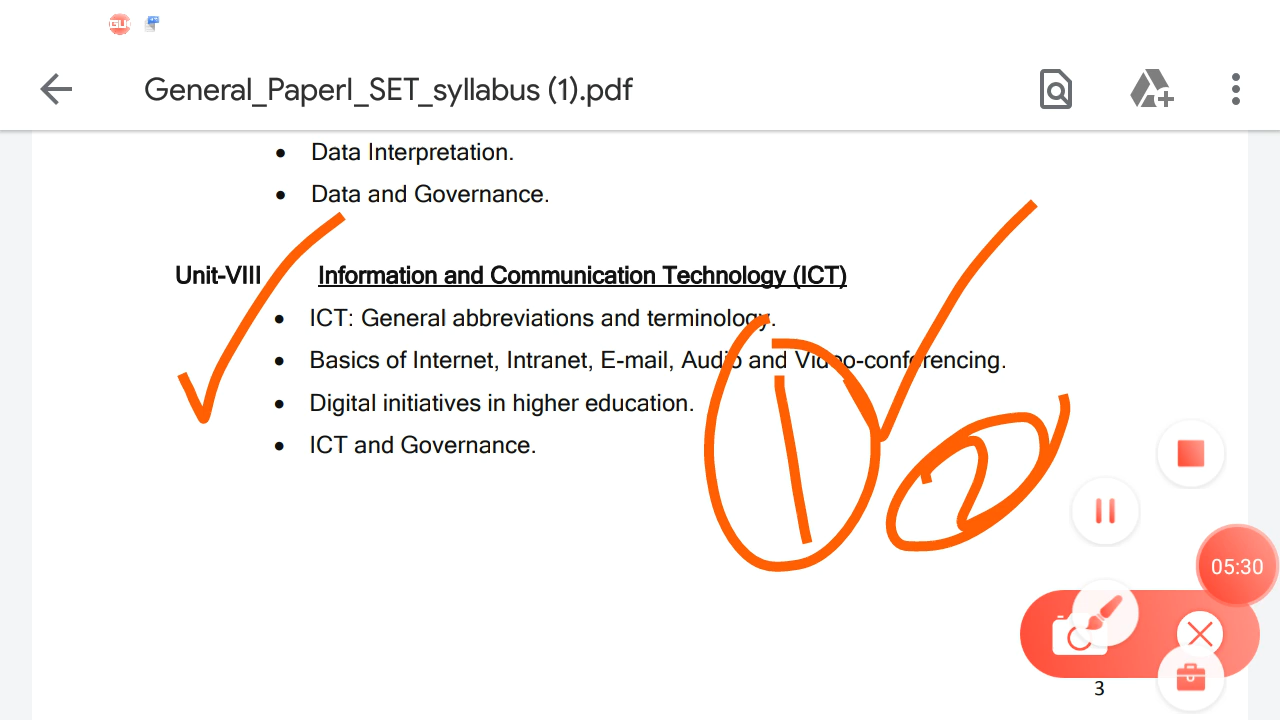 General_PaperI_SET_syllabus (1).pdf
• Data Interpretation.
• Data and Governance.
Unit-VIII Information and Communication Technology (ICT)
• ICT: General abbreviations and terminology.
• Basics of Internet, Intranet, E-mail, Audio and Video-conferencing.
• Digital initiatives in higher education.
• ICT and Governance.
1
2
05:30
3